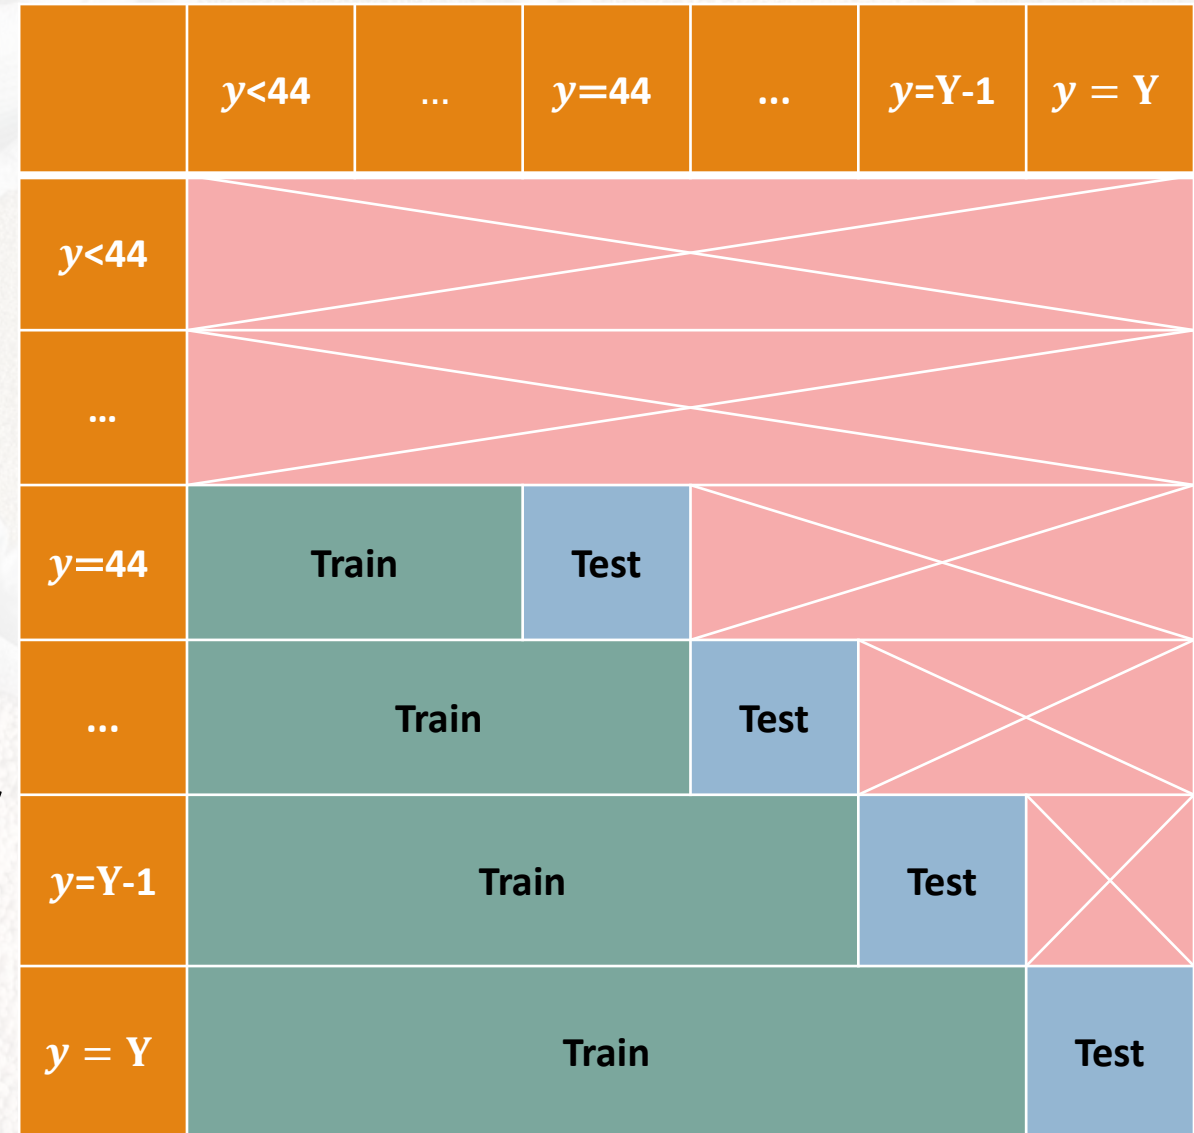 y<44
...
y=44
...
y=Y-1
y = Y
y<44
...
y=44
Train
Test
...
Train
Test
y=Y-1
Train
Test
y = Y
Train
Test